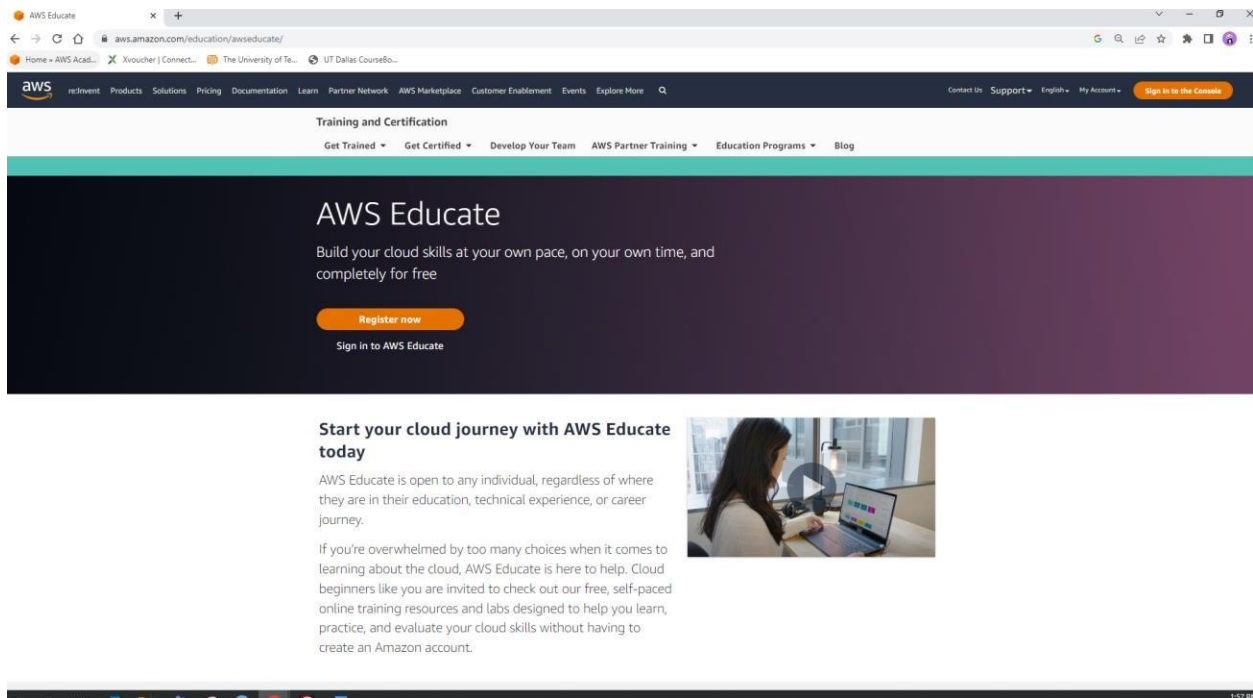 AWS Educate
aws.amazon.com/education/awseducate/
Home » AWS Acad... Xvoucher | Connect... The University of Te... UT Dallas CourseBo...
aws re:Invent Products Solutions Pricing Documentation Learn Partner Network AWS Marketplace Customer Enablement Events Explore More Contact Us Support English My Account Sign In to the Console
Training and Certification
Get Trained Get Certified Develop Your Team AWS Partner Training Education Programs Blog
AWS Educate
Build your cloud skills at your own pace, on your own time, and
completely for free
Register now
Sign in to AWS Educate
Start your cloud journey with AWS Educate
today
AWS Educate is open to any individual, regardless of where
they are in their education, technical experience, or career
journey.
If you're overwhelmed by too many choices when it comes to
learning about the cloud, AWS Educate is here to help. Cloud
beginners like you are invited to check out our free, self-paced
online training resources and labs designed to help you learn,
practice, and evaluate your cloud skills without having to
create an Amazon account.